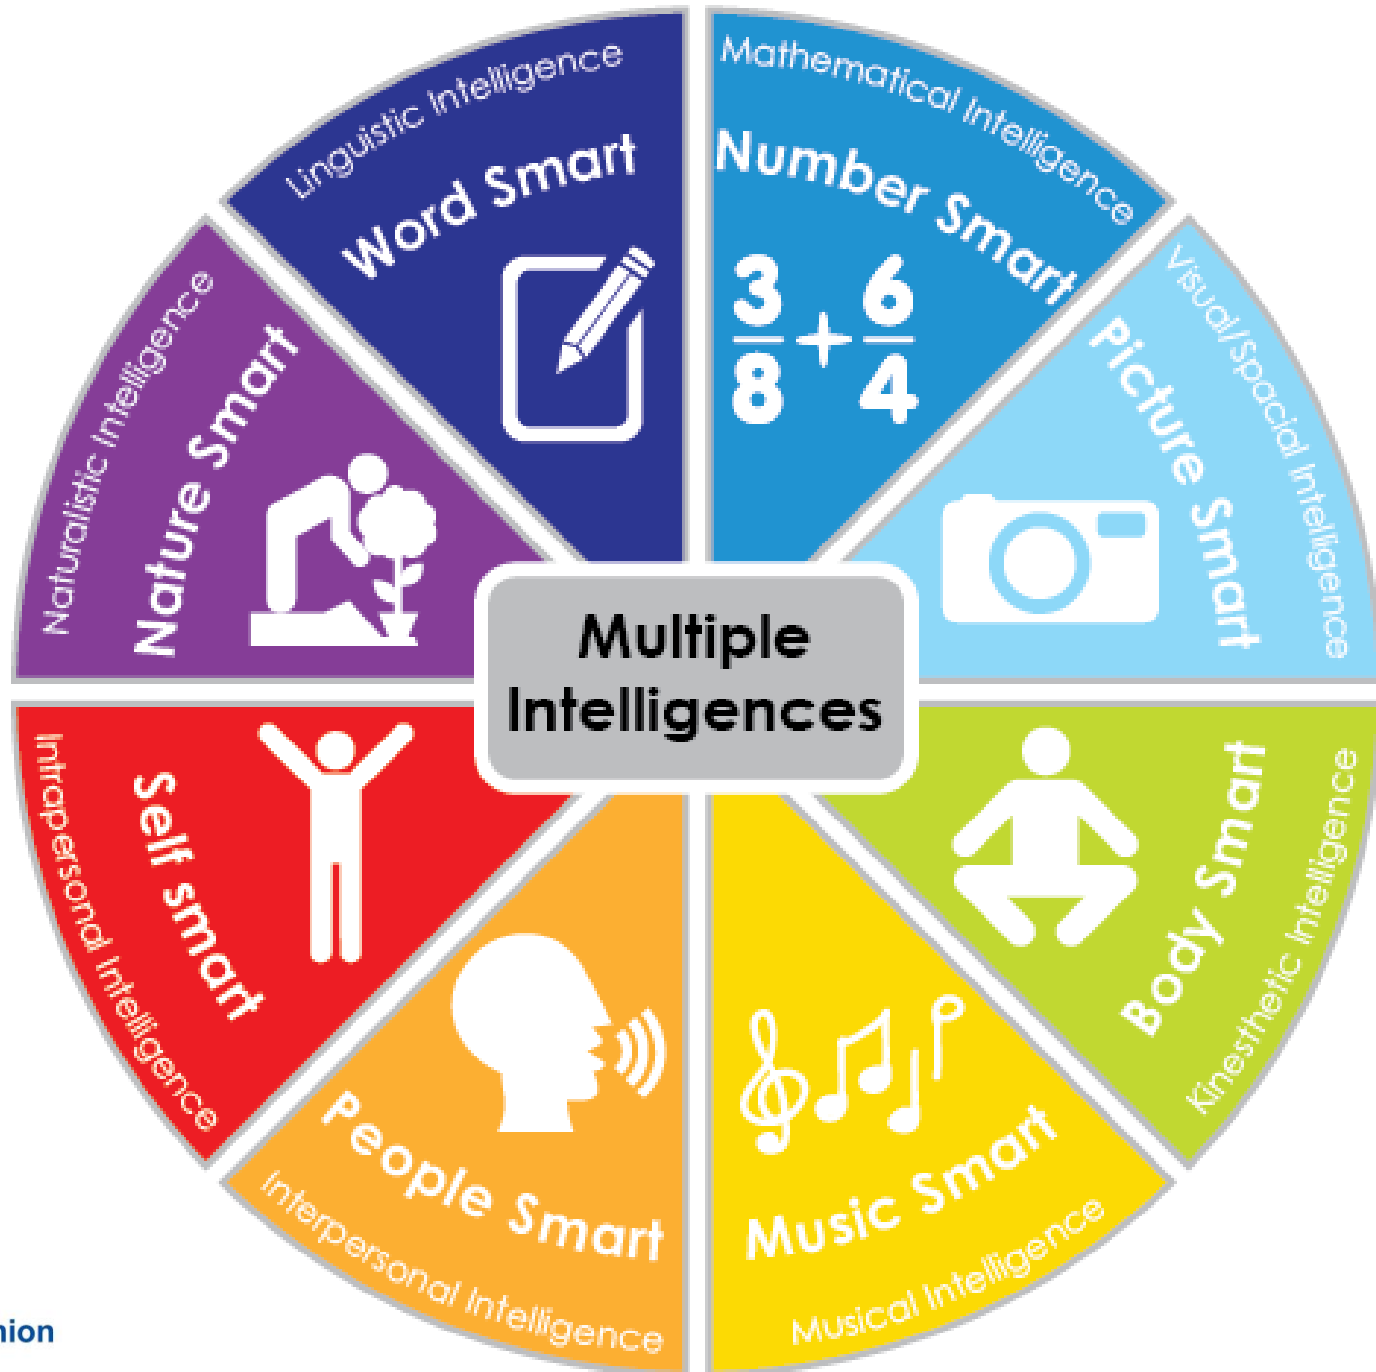 Linguistic Intelligence
Word Smart
Mathematical Intelligence
Number Smart
3/8 + 6/4
Visual/Spacial Intelligence
Picture Smart
Naturalistic Intelligence
Nature Smart
Multiple
Intelligences
Intrapersonal Intelligence
Self smart
Body Smart
Kinesthetic Intelligence
People Smart
Interpersonal Intelligence
Music Smart
Musical Intelligence